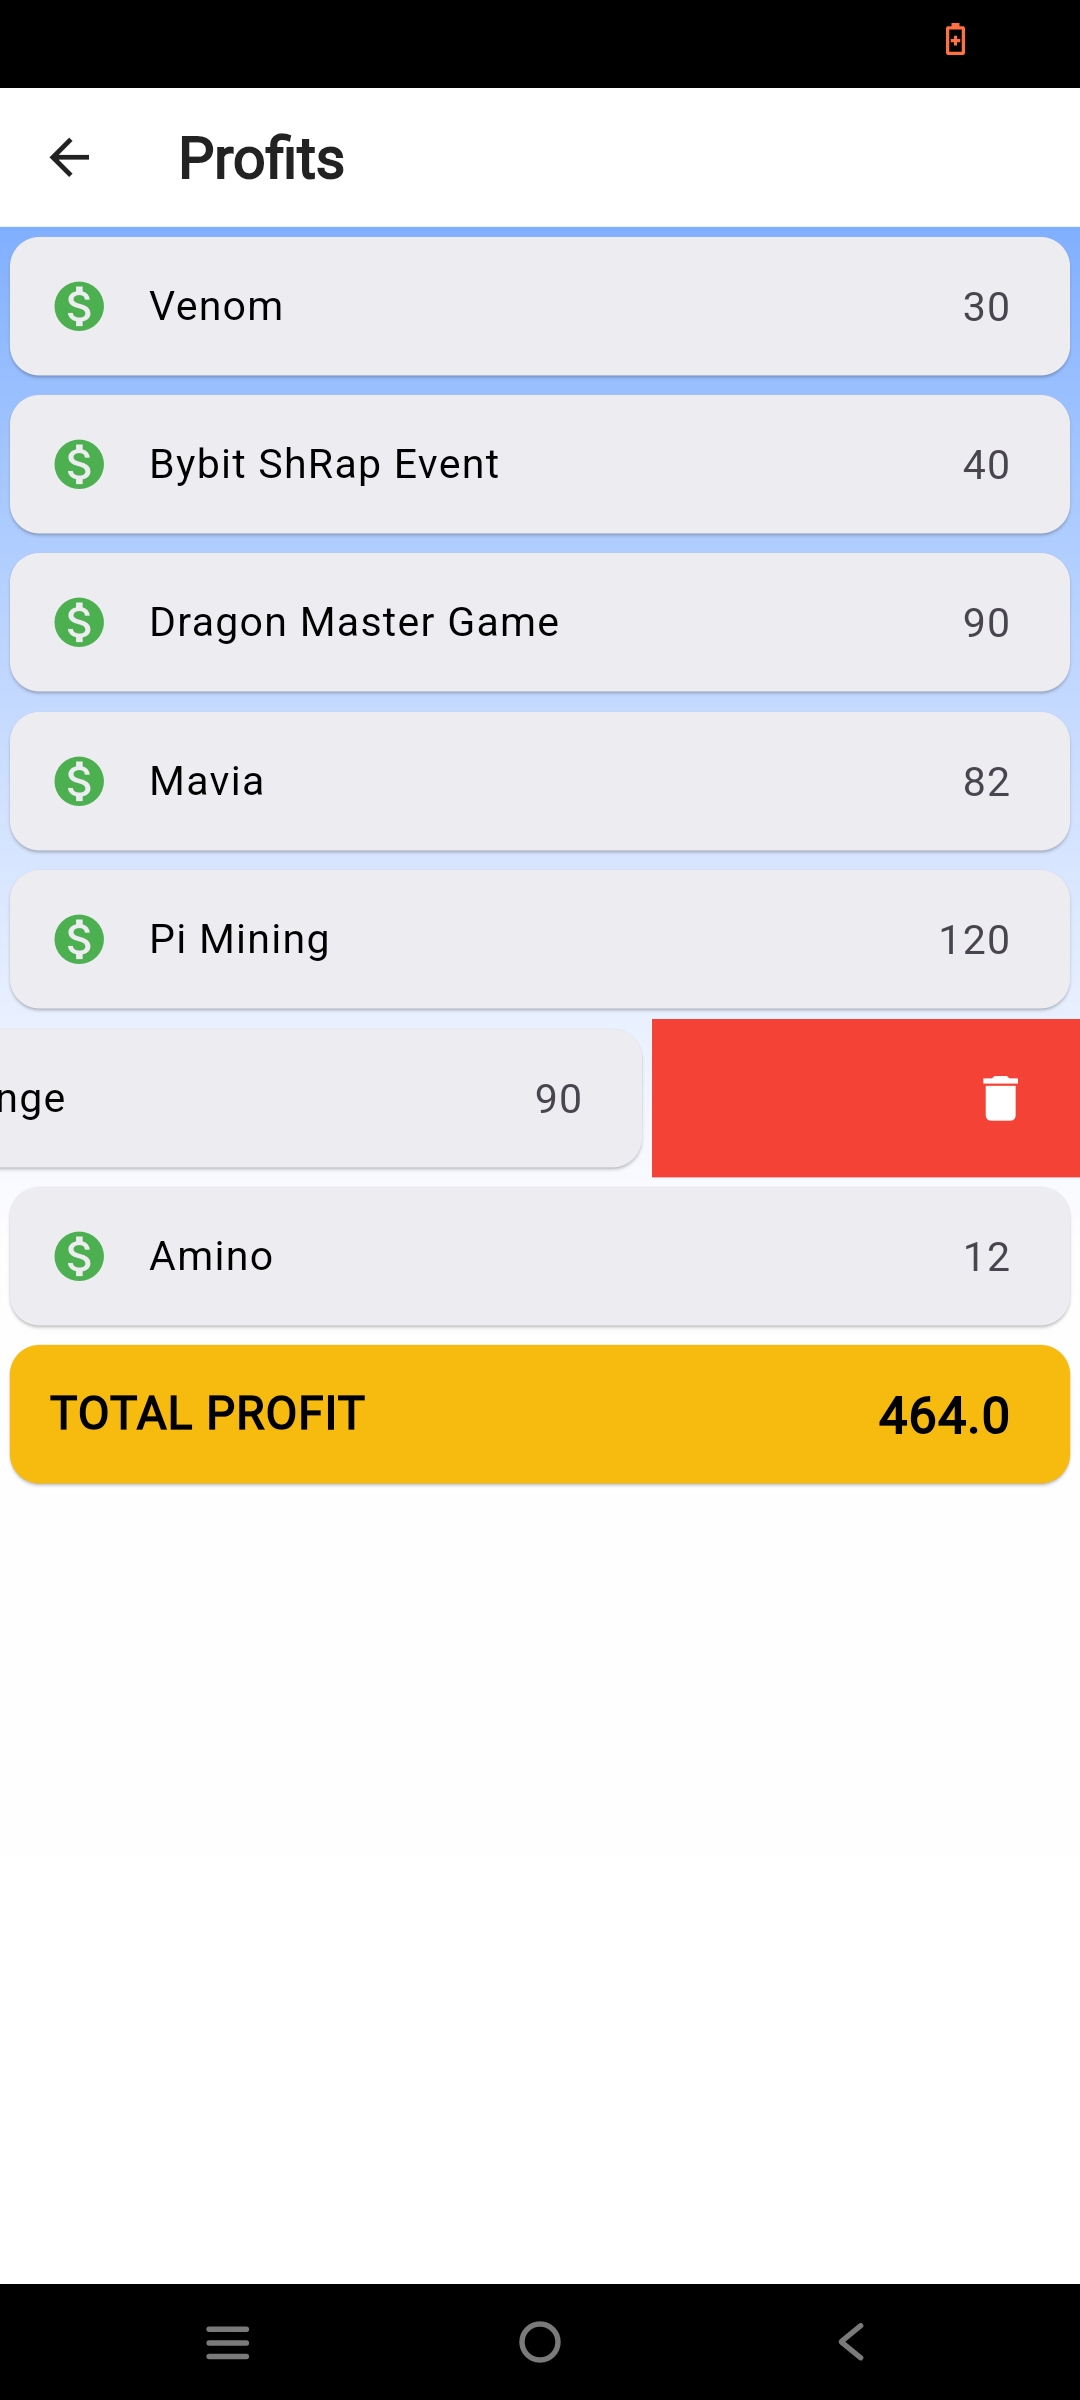 Profits
Venom 30
Bybit ShRap Event 40
Dragon Master Game 90
Mavia 82
Pi Mining 120
nge 90
Amino 12
TOTAL PROFIT 464.0